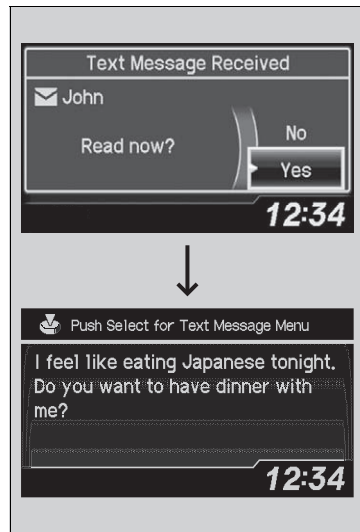 Text Message Received
John
Read now?
No
Yes
12:34
Push Select for Text Message Menu
I feel like eating Japanese tonight.
Do you want to have dinner with
me?
12:34